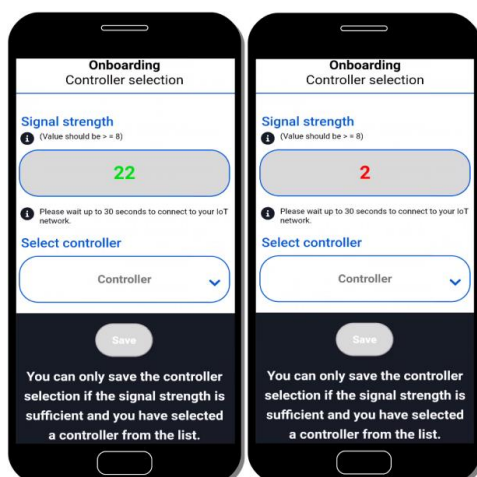 Onboarding
Controller selection
Signal strength
(Value should be > = 8)
22
Please wait up to 30 seconds to connect to your IoT
network.
Select controller
Controller
Save
You can only save the controller
selection if the signal strength is
sufficient and you have selected
a controller from the list.
Onboarding
Controller selection
Signal strength
(Value should be > = 8)
2
Please wait up to 30 seconds to connect to your IoT
network.
Select controller
Controller
Save
You can only save the controller
selection if the signal strength is
sufficient and you have selected
a controller from the list.